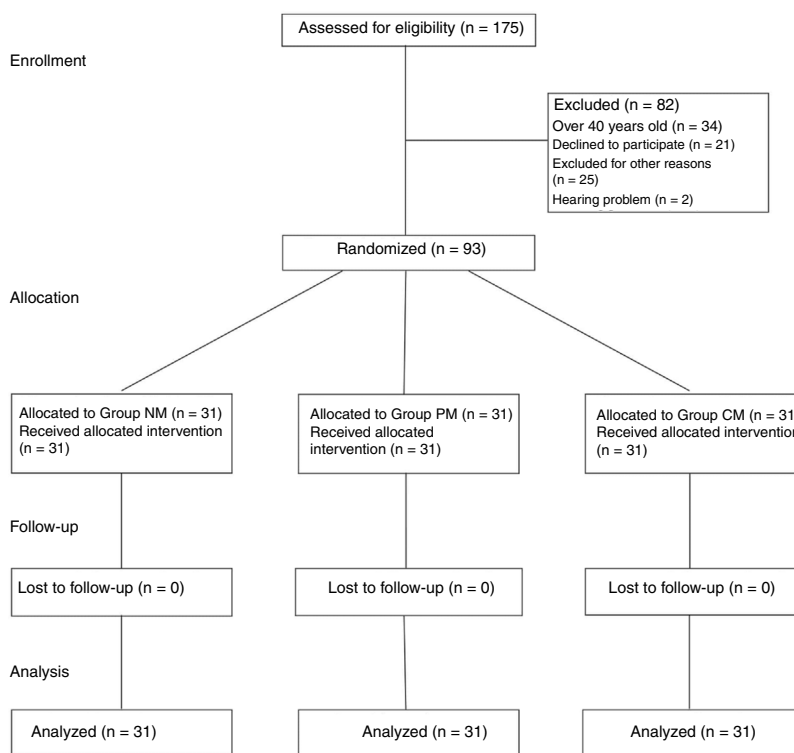 Assessed for eligibility (n = 175)
Enrollment
Excluded (n = 82)
Over 40 years old (n = 34)
Declined to participate (n = 21)
Excluded for other reasons
(n = 25)
Hearing problem (n = 2)
Randomized (n = 93)
Allocation
Allocated to Group NM (n = 31)
Received allocated intervention
(n = 31)
Allocated to Group PM (n = 31)
Received allocated
intervention (n = 31)
Allocated to Group CM (n = 31
Received allocated intervention
(n = 31)
Follow-up
Lost to follow-up (n = 0)
Lost to follow-up (n = 0)
Lost to follow-up (n = 0)
Analysis
Analyzed (n = 31)
Analyzed (n = 31)
Analyzed (n = 31)